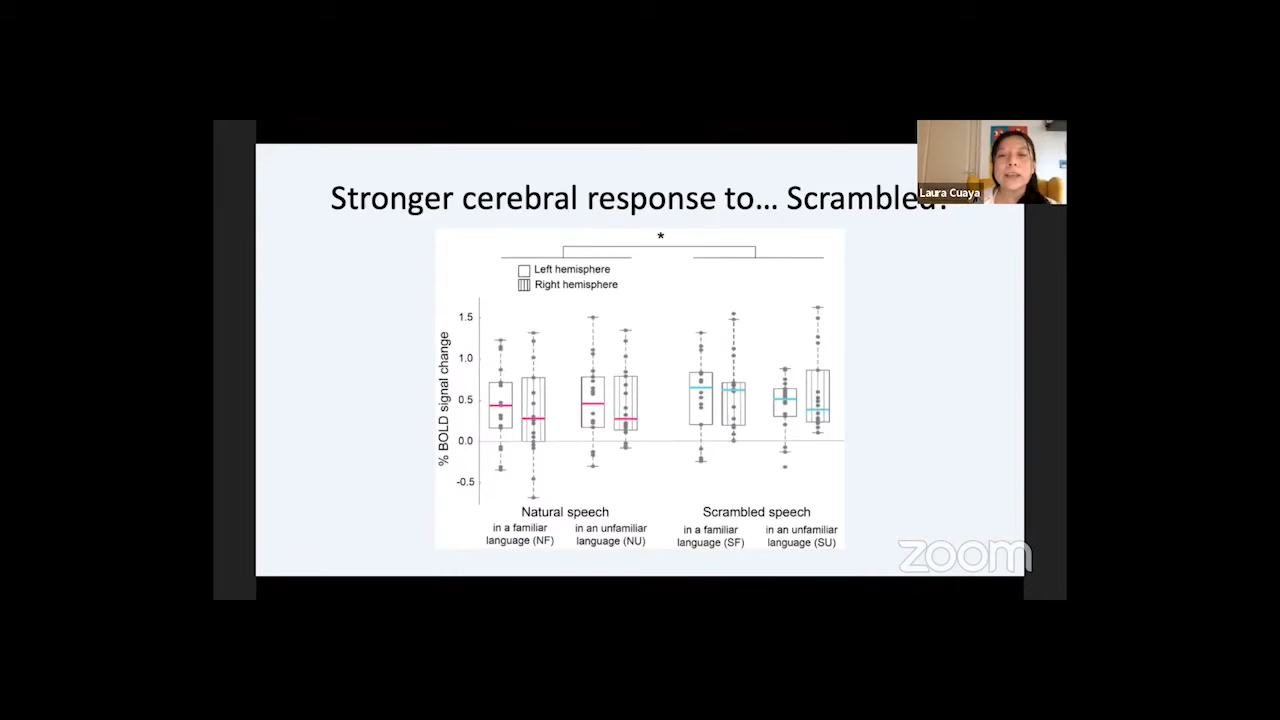 Laura Cuaya
Stronger cerebral response to... Scrambled!
*
Left hemisphere
Right hemisphere
% BOLD signal change
1.5
1.0
0.5
0.0
-0.5
Natural speech
Scrambled speech
in a familiar
language (NF)
in an unfamiliar
language (NU)
in a familiar
language (SF)
in an unfamiliar
language (SU)
zoom